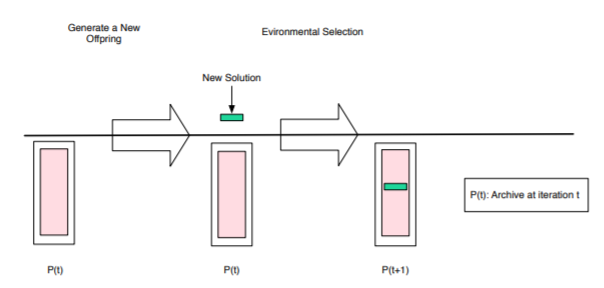 Generate a New
Offpring
Evironmental Selection
New Solution
P(t): Archive at iteration t
P(t)
P(t)
P(t+1)